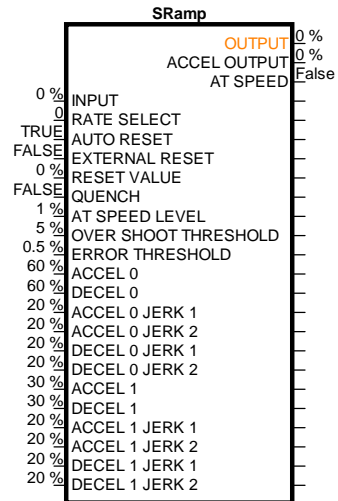 SRamp
OUTPUT 0 %
ACCEL OUTPUT 0 %
AT SPEED False
0 % INPUT
0 RATE SELECT
TRUE AUTO RESET
FALSE EXTERNAL RESET
0 % RESET VALUE
FALSE QUENCH
1 % AT SPEED LEVEL
5 % OVER SHOOT THRESHOLD
0.5 % ERROR THRESHOLD
60 % ACCEL 0
60 % DECEL 0
20 % ACCEL 0 JERK 1
20 % ACCEL 0 JERK 2
20 % DECEL 0 JERK 1
20 % DECEL 0 JERK 2
30 % ACCEL 1
30 % DECEL 1
20 % ACCEL 1 JERK 1
20 % ACCEL 1 JERK 2
20 % DECEL 1 JERK 1
20 % DECEL 1 JERK 2